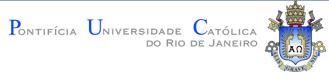 Pontifícia Universidade Católica
do Rio de Janeiro
ΑΩ